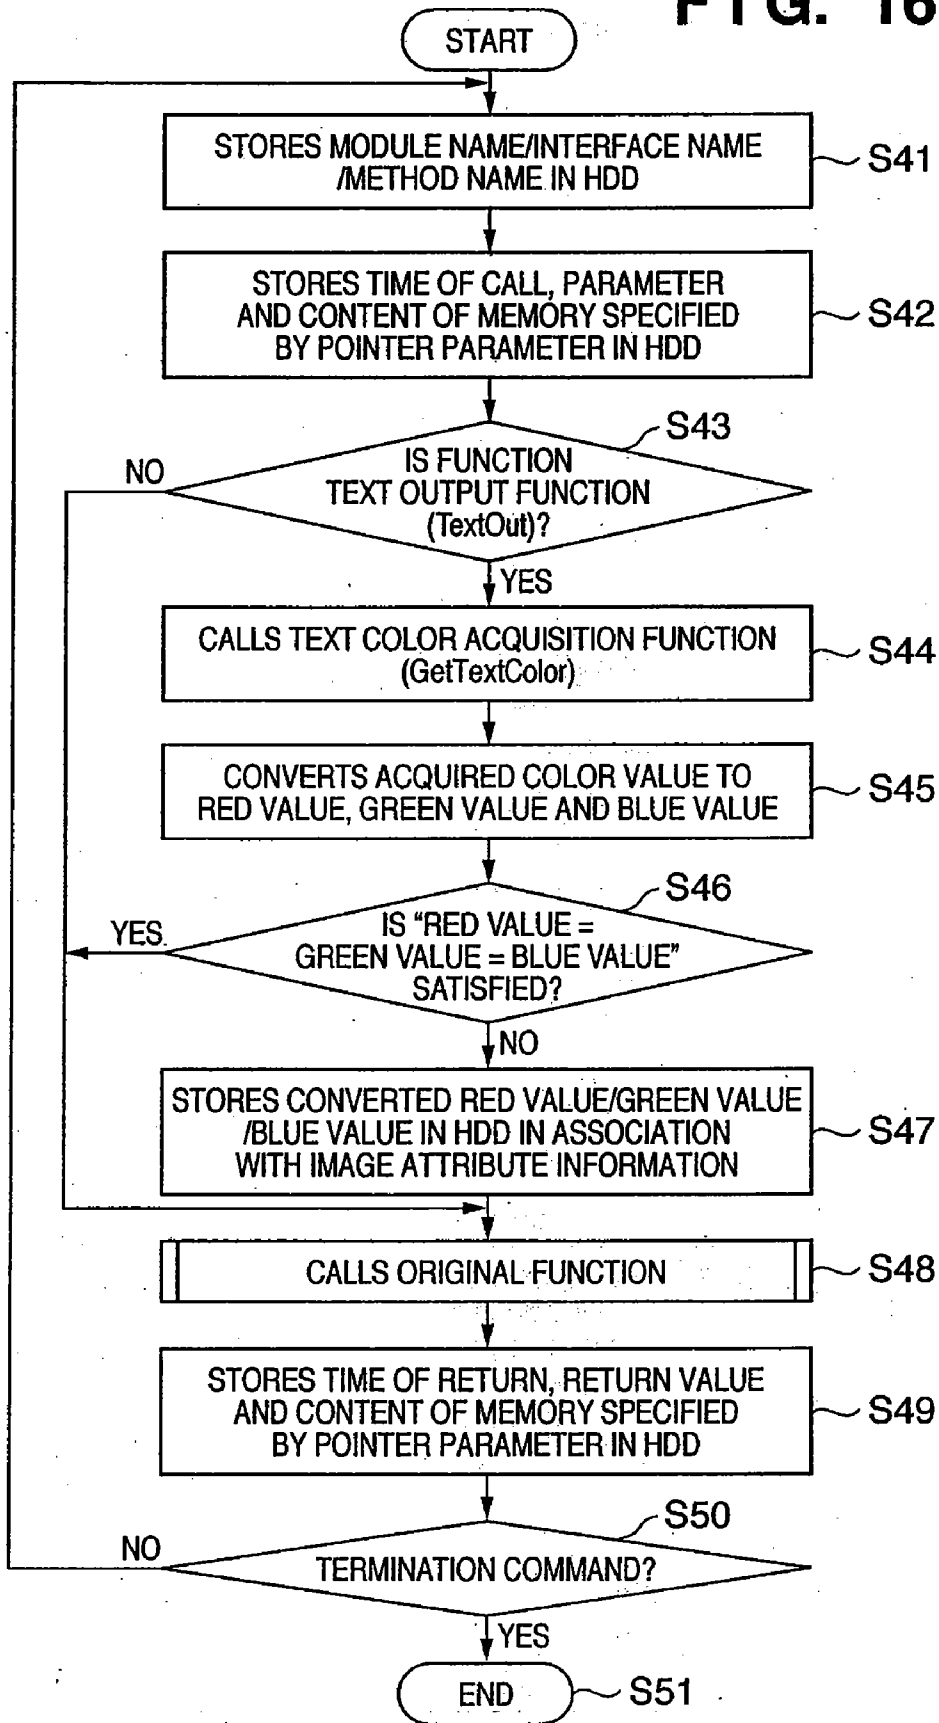 FIG. 16
START
STORES MODULE NAME/INTERFACE NAME
/METHOD NAME IN HDD
S41
STORES TIME OF CALL, PARAMETER
AND CONTENT OF MEMORY SPECIFIED
BY POINTER PARAMETER IN HDD
S42
S43
IS FUNCTION
TEXT OUTPUT FUNCTION
(TextOut)?
NO
YES
CALLS TEXT COLOR ACQUISITION FUNCTION
(GetTextColor)
S44
CONVERTS ACQUIRED COLOR VALUE TO
RED VALUE, GREEN VALUE AND BLUE VALUE
S45
S46
IS “RED VALUE =
GREEN VALUE = BLUE VALUE”
SATISFIED?
YES
NO
STORES CONVERTED RED VALUE/GREEN VALUE
/BLUE VALUE IN HDD IN ASSOCIATION
WITH IMAGE ATTRIBUTE INFORMATION
S47
CALLS ORIGINAL FUNCTION
S48
STORES TIME OF RETURN, RETURN VALUE
AND CONTENT OF MEMORY SPECIFIED
BY POINTER PARAMETER IN HDD
S49
S50
NO
TERMINATION COMMAND?
YES
END
S51